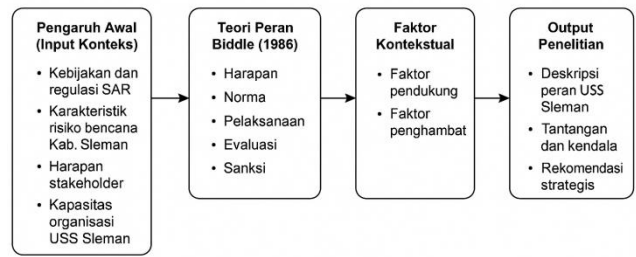 Pengaruh Awal
(Input Konteks)
• Kebijakan dan
regulasi SAR
• Karakteristik
risiko bencana
Kab. Sleman
• Harapan
stakeholder
• Kapasitas
organisasi
USS Sleman
Teori Peran
Biddle (1986)
• Harapan
• Norma
• Pelaksanaan
• Evaluasi
• Sanksi
Faktor
Kontekstual
• Faktor
pendukung
• Faktor
penghambat
Output
Penelitian
• Deskripsi
peran USS
Sleman
• Tantangan
dan kendala
• Rekomendasi
strategis